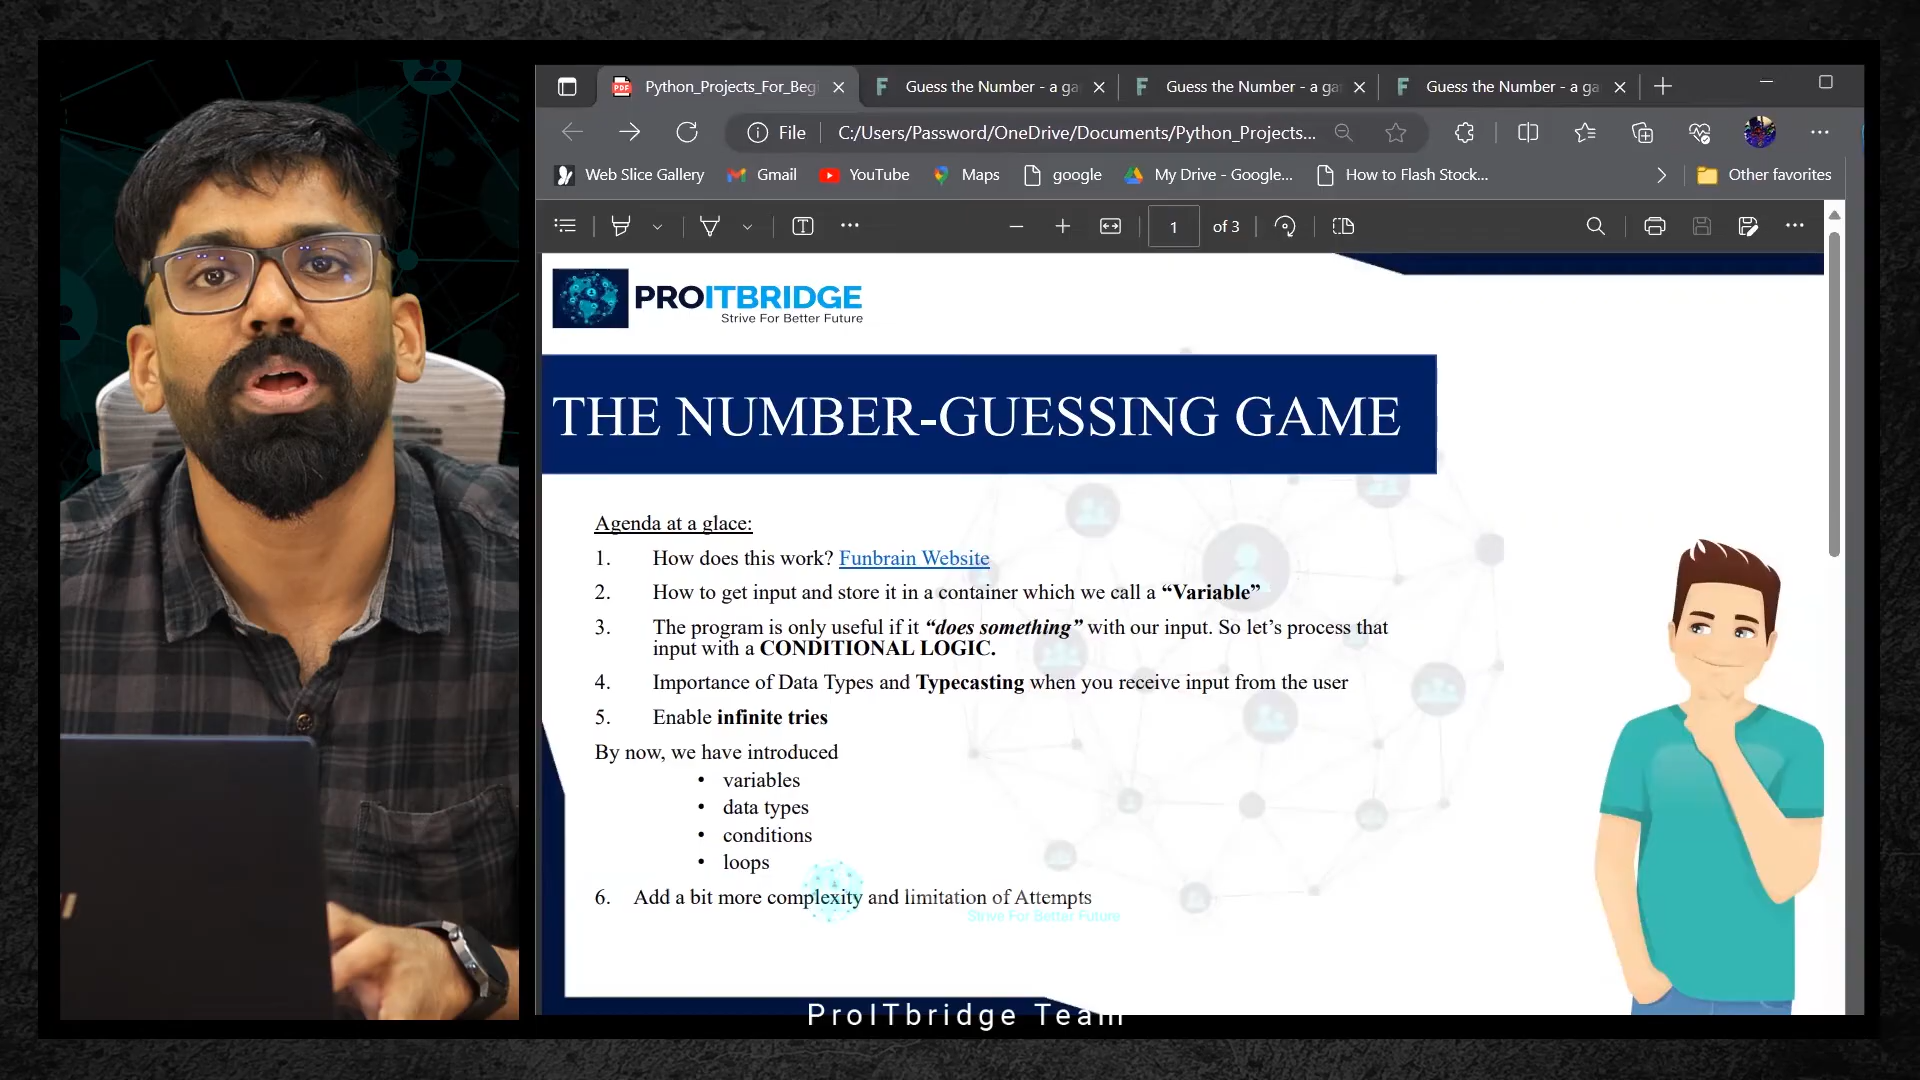 Python_Projects_For_Begi
Guess the Number - a ga
Guess the Number - a ga
Guess the Number - a ga
File
C:/Users/Password/OneDrive/Documents/Python_Projects...
Web Slice Gallery
Gmail
YouTube
Maps
google
My Drive - Google...
How to Flash Stock...
Other favorites
1 of 3
PROITBRIDGE
Strive For Better Future
THE NUMBER-GUESSING GAME
Agenda at a glace:
1. How does this work? Funbrain Website
2. How to get input and store it in a container which we call a “Variable”
3. The program is only useful if it “does something” with our input. So let’s process that
input with a CONDITIONAL LOGIC.
4. Importance of Data Types and Typecasting when you receive input from the user
5. Enable infinite tries
By now, we have introduced
• variables
• data types
• conditions
• loops
6. Add a bit more complexity and limitation of Attempts
Strive For Better Future
ProITbridge Team